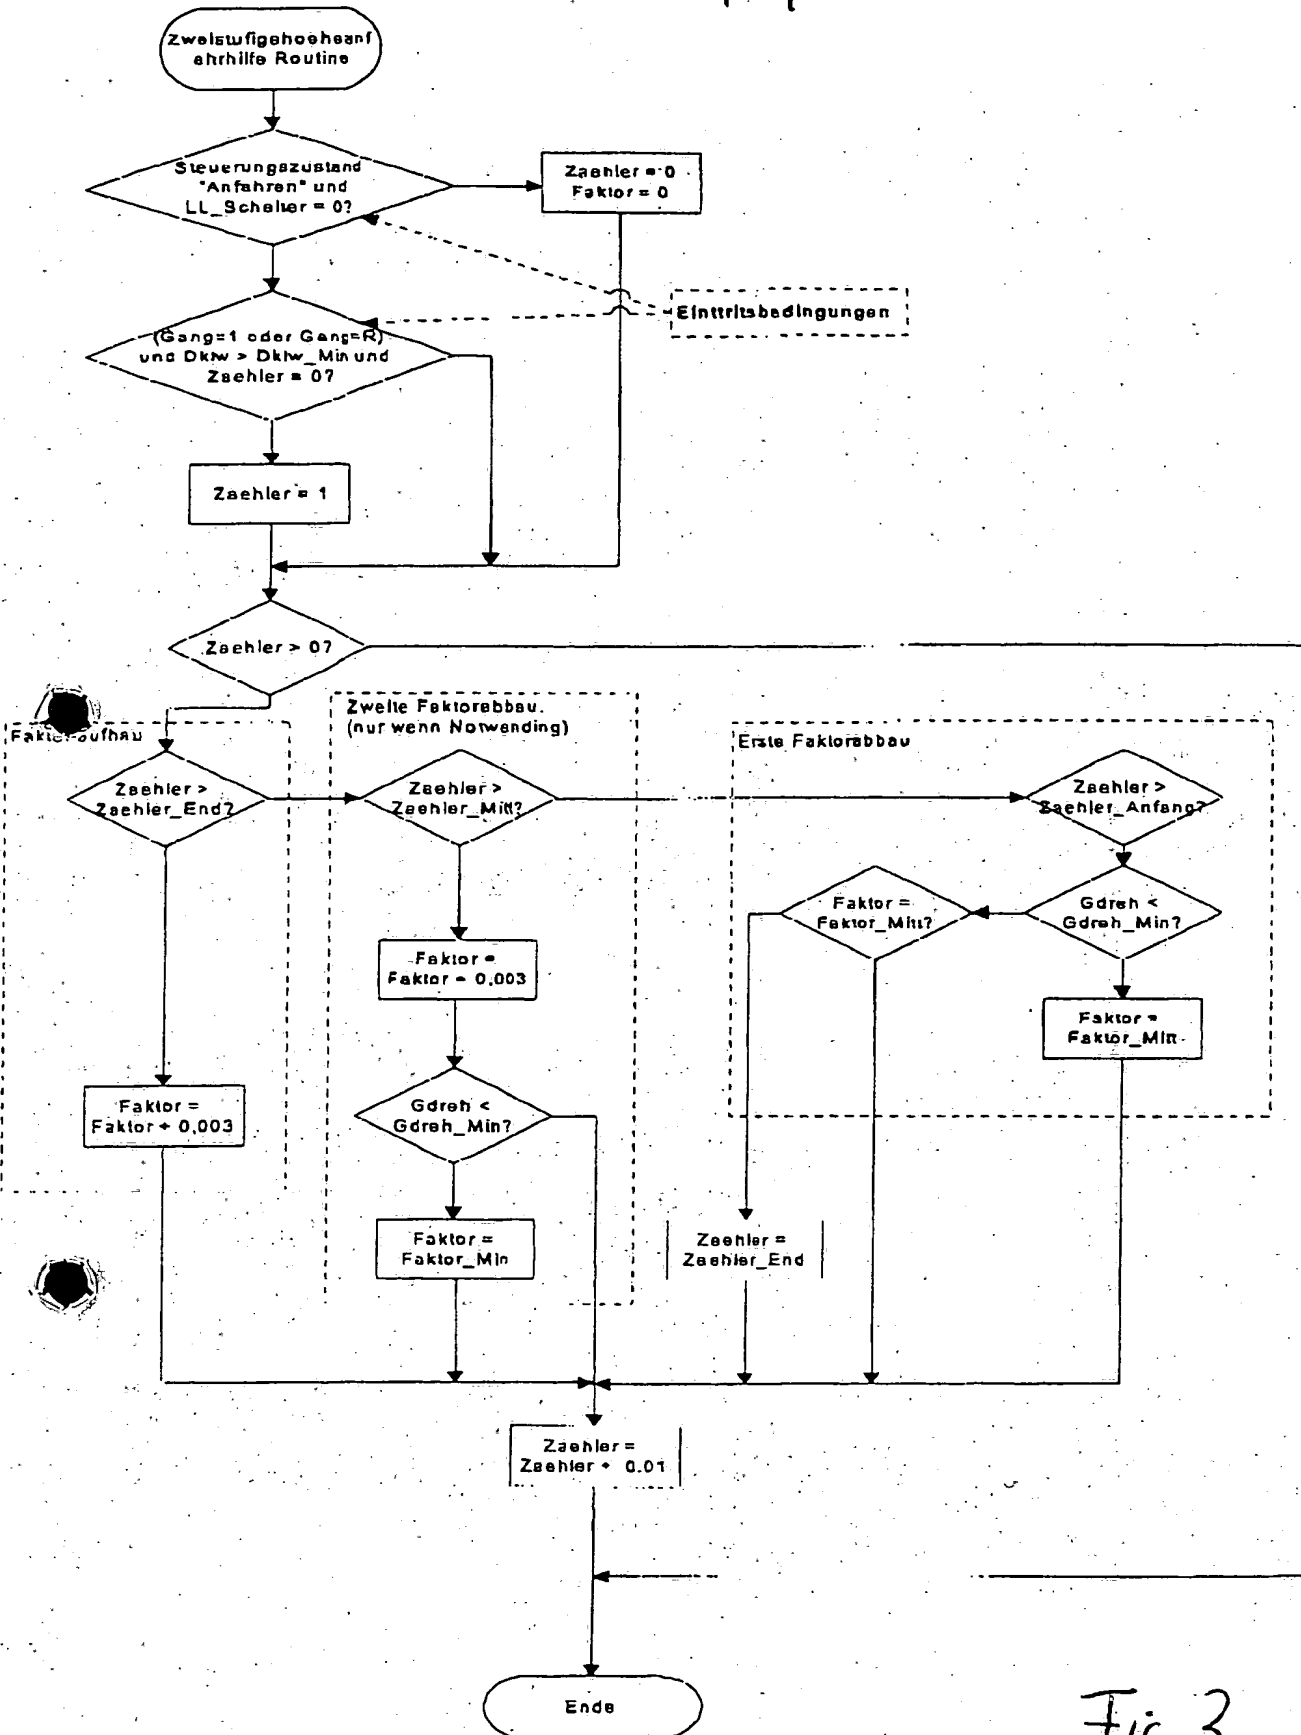 Zweistufigehoeheanf
ahrhilfe Routine
Steuerungszustand
"Anfahren" und
LL_Schalter = 0?
Zaehler = 0
Faktor = 0
Einttritsbedingungen
(Gang=1 oder Gang=R)
und Dklw > Dklw_Min und
Zaehler = 0?
Zaehler = 1
Zaehler > 0?
Faktoraufbau
Zweite Faktorabbau.
(nur wenn Notwending)
Erste Faktorabbau
Zaehler >
Zaehler_End?
Zaehler >
Zaehler_Mitt?
Zaehler >
Zaehler_Anfang?
Faktor =
Faktor_Mitt?
Gdreh <
Gdreh_Min?
Faktor =
Faktor - 0,003
Faktor =
Faktor_Mitt
Faktor =
Faktor + 0,003
Gdreh <
Gdreh_Min?
Faktor =
Faktor_Min
Zaehler =
Zaehler_End
Zaehler =
Zaehler + 0.01
Ende
Fig 3